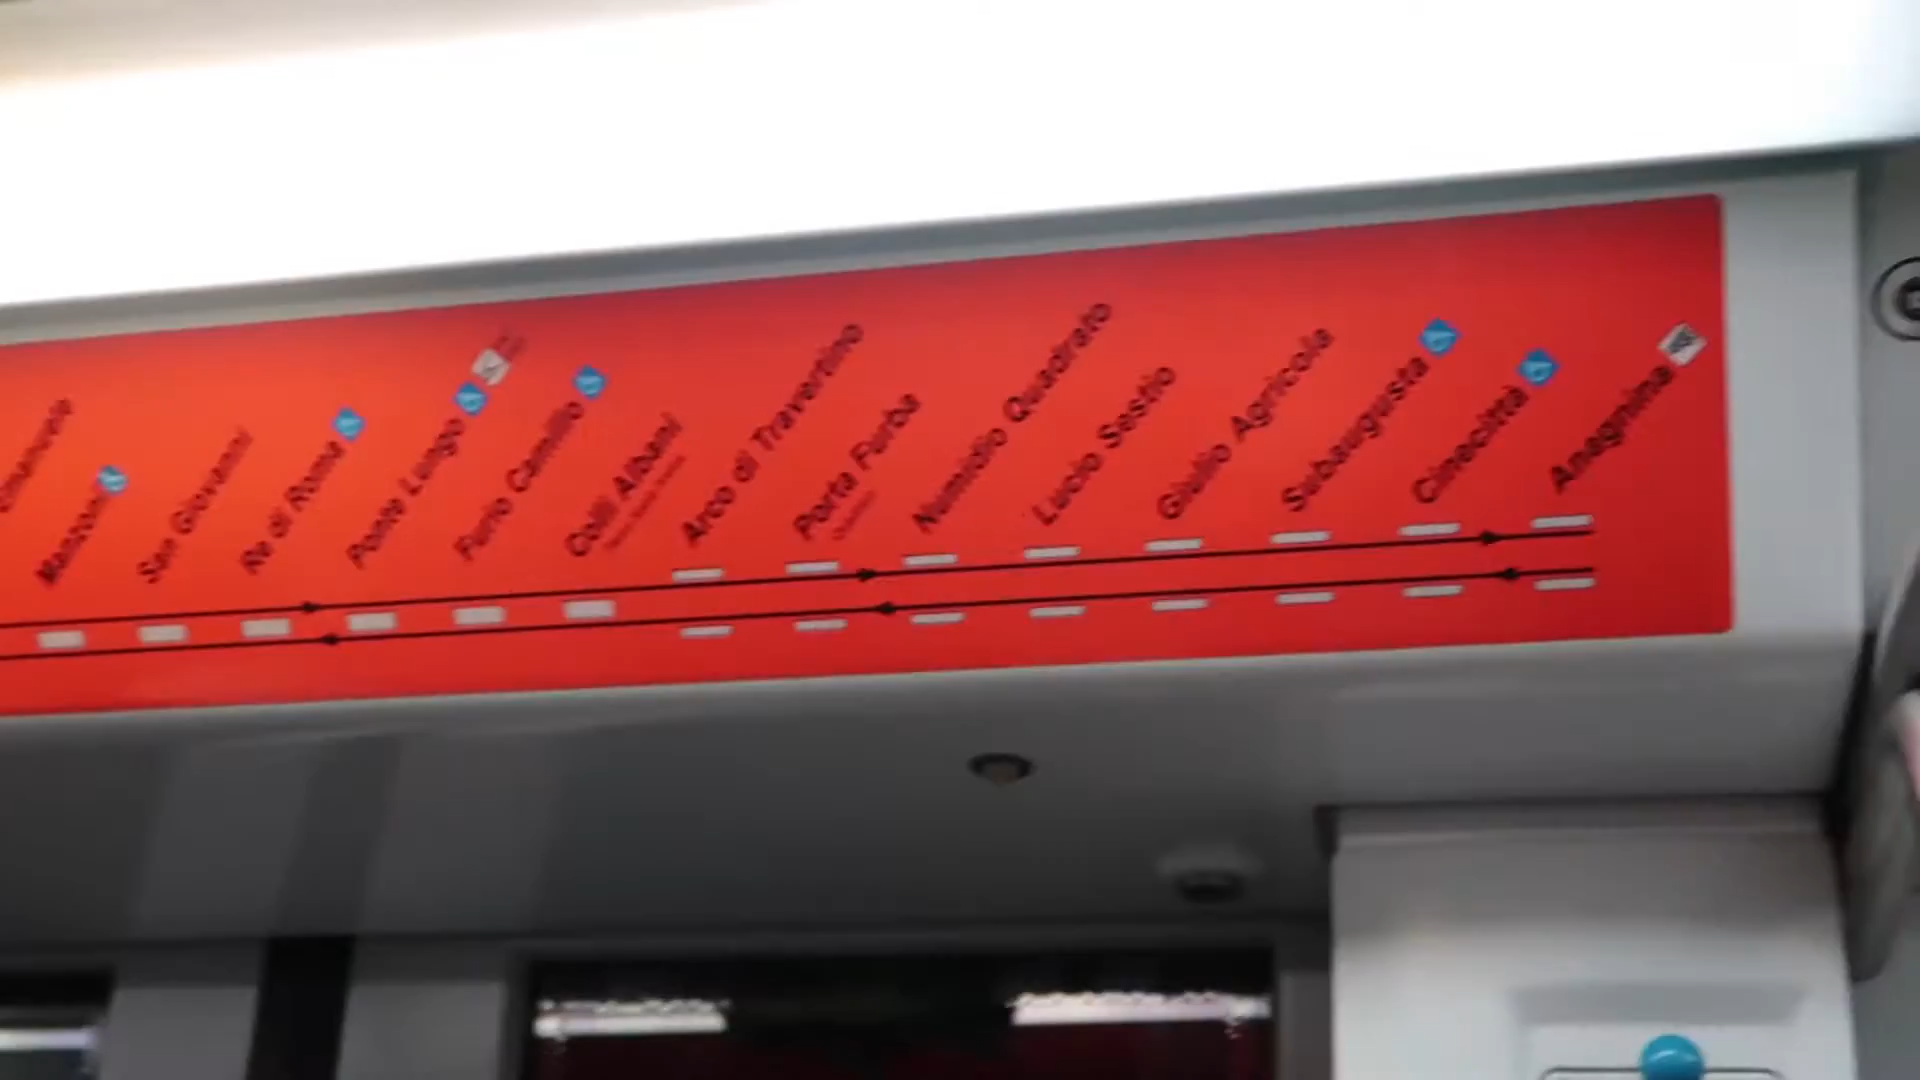 Manzoni
San Giovanni
Re di Roma
Ponte Lungo
Furio Camillo
Colli Albani
Arco di Travertino
Porta Furba
Numidio Quadrato
Lucio Sestio
Giulio Agricola
Subaugusta
Cinecittà
Anagnina